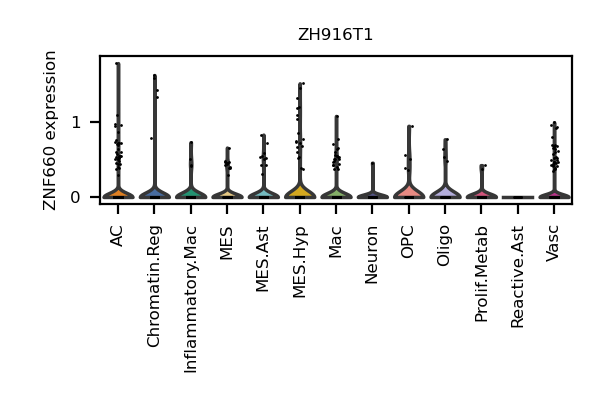 ZH916T1
ZNF660 expression
1
0
AC
Chromatin.Reg
Inflammatory.Mac
MES
MES.Ast
MES.Hyp
Mac
Neuron
OPC
Oligo
Prolif.Metab
Reactive.Ast
Vasc